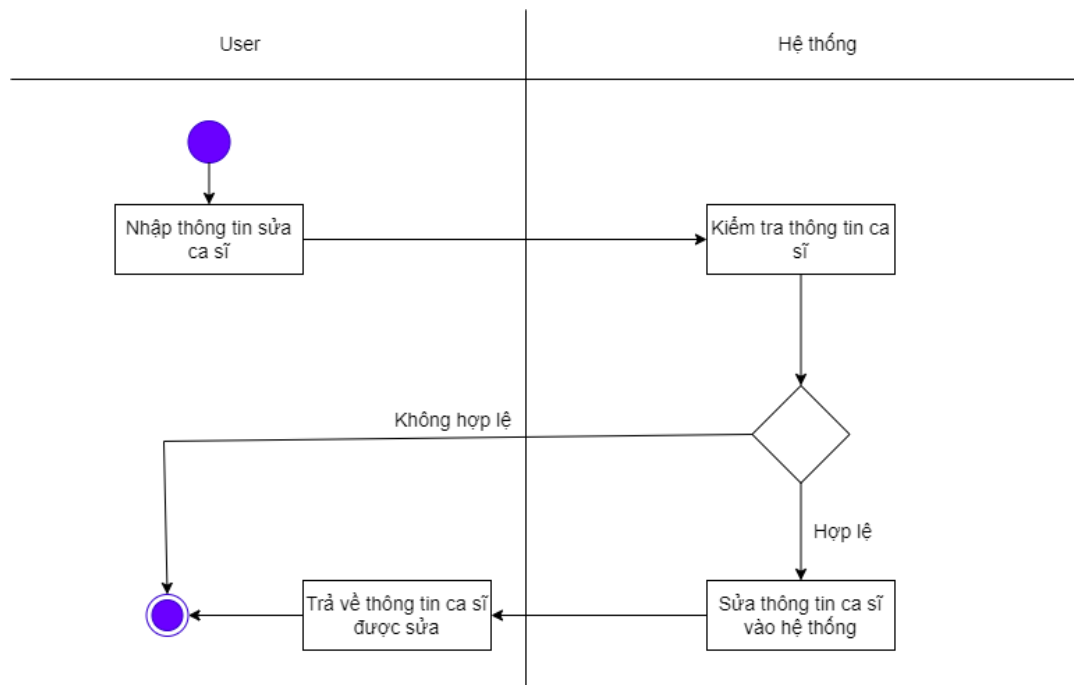 User
Hệ thống
Nhập thông tin sửa
ca sĩ
Kiểm tra thông tin ca
sĩ
Không hợp lệ
Hợp lệ
Trả về thông tin ca sĩ
được sửa
Sửa thông tin ca sĩ
vào hệ thống